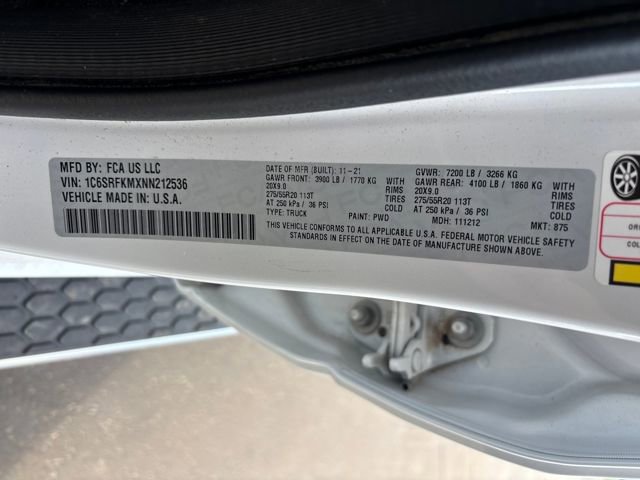 MFD BY: FCA US LLC
VIN: 1C6SRFKMXNN212536
VEHICLE MADE IN: U.S.A.
DATE OF MFR (BUILT): 11-21
GAWR FRONT: 3900 LB / 1770 KG
20X9.0 RIMS
275/55R20 113T TIRES
AT 250 kPa / 36 PSI COLD
TYPE: TRUCK PAINT: PWD
GVWR: 7200 LB / 3266 KG
GAWR REAR: 4100 LB / 1860 KG
20X9.0 RIMS
275/55R20 113T TIRES
AT 250 kPa / 36 PSI COLD
MDH: 111212 MKT: 875
THIS VEHICLE CONFORMS TO ALL APPLICABLE U.S.A. FEDERAL MOTOR VEHICLE SAFETY
STANDARDS IN EFFECT ON THE DATE OF MANUFACTURE SHOWN ABOVE.